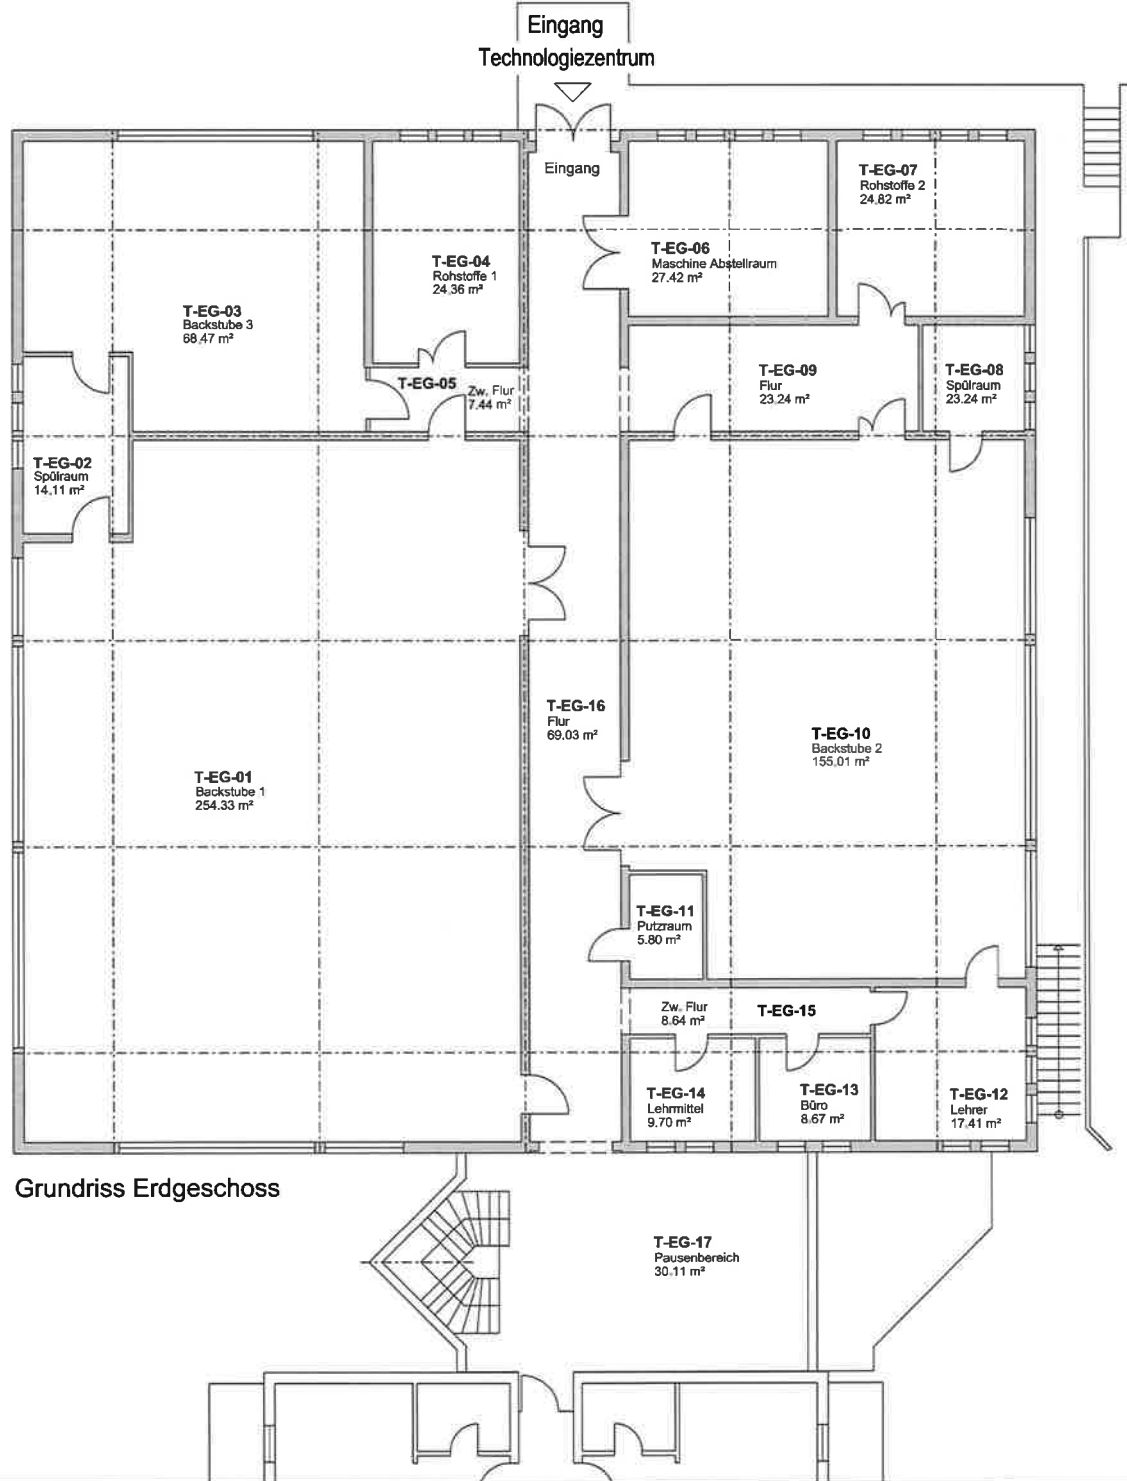 Eingang
Technologiezentrum
Eingang
T-EG-07
Rohstoffe 2
24.82 m²
T-EG-06
Maschine Abstellraum
27.42 m²
T-EG-04
Rohstoffe 1
24.36 m²
T-EG-03
Backstube 3
68.47 m²
T-EG-05
Zw. Flur
7.44 m²
T-EG-09
Flur
23.24 m²
T-EG-08
Spülraum
23.24 m²
T-EG-02
Spülraum
14.11 m²
T-EG-16
Flur
69.03 m²
T-EG-10
Backstube 2
155.01 m²
T-EG-01
Backstube 1
254.33 m²
T-EG-11
Putzraum
5.80 m²
Zw. Flur
8.64 m²
T-EG-15
T-EG-14
Lehrmittel
9.70 m²
T-EG-13
Büro
8.67 m²
T-EG-12
Lehrer
17.41 m²
Grundriss Erdgeschoss
T-EG-17
Pausenbereich
30.11 m²